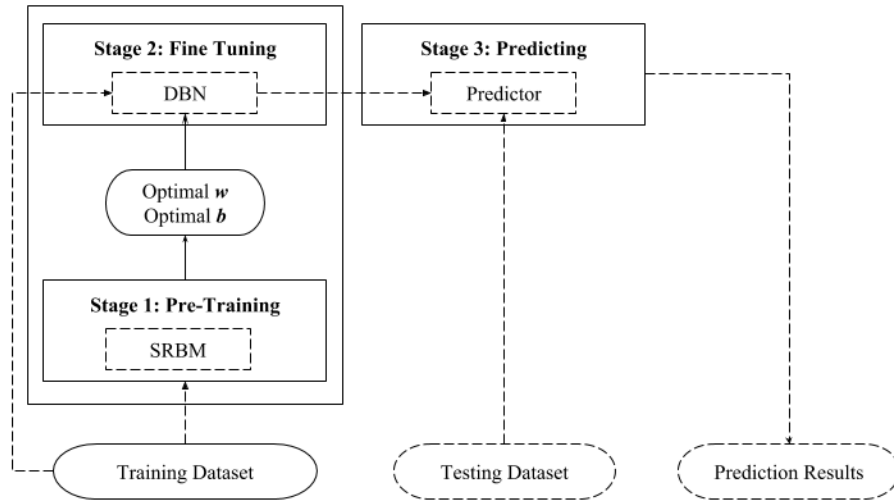 Stage 2: Fine Tuning
DBN
Stage 3: Predicting
Predictor
Optimal w
Optimal b
Stage 1: Pre-Training
SRBM
Training Dataset
Testing Dataset
Prediction Results